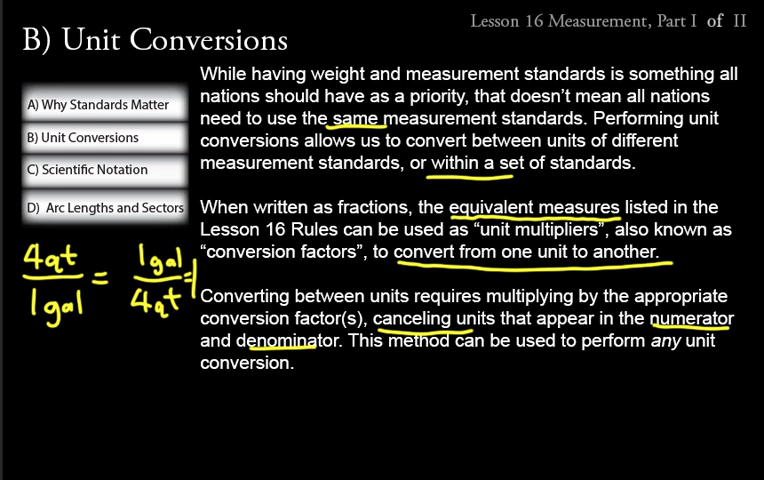 Lesson 16 Measurement, Part I of II
B) Unit Conversions
A) Why Standards Matter
B) Unit Conversions
C) Scientific Notation
D) Arc Lengths and Sectors
While having weight and measurement standards is something all
nations should have as a priority, that doesn't mean all nations
need to use the same measurement standards. Performing unit
conversions allows us to convert between units of different
measurement standards, or within a set of standards.
When written as fractions, the equivalent measures listed in the
Lesson 16 Rules can be used as “unit multipliers”, also known as
“conversion factors”, to convert from one unit to another.
Converting between units requires multiplying by the appropriate
conversion factor(s), canceling units that appear in the numerator
and denominator. This method can be used to perform any unit
conversion.
4qt = 1gal =1
1gal 4qt